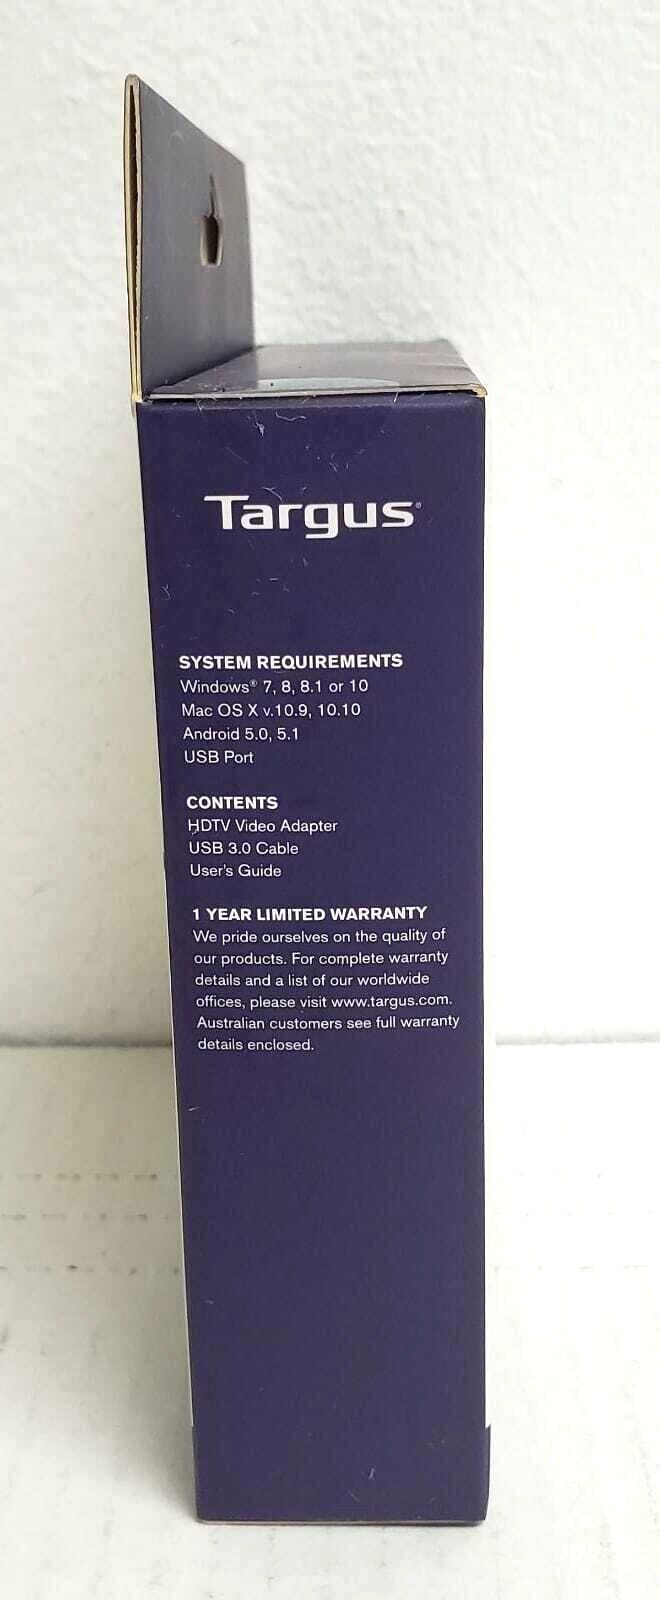 Targus®
SYSTEM REQUIREMENTS
Windows® 7, 8, 8.1 or 10
Mac OS X v.10.9, 10.10
Android 5.0, 5.1
USB Port
CONTENTS
HDTV Video Adapter
USB 3.0 Cable
User's Guide
1 YEAR LIMITED WARRANTY
We pride ourselves on the quality of
our products. For complete warranty
details and a list of our worldwide
offices, please visit www.targus.com.
Australian customers see full warranty
details enclosed.